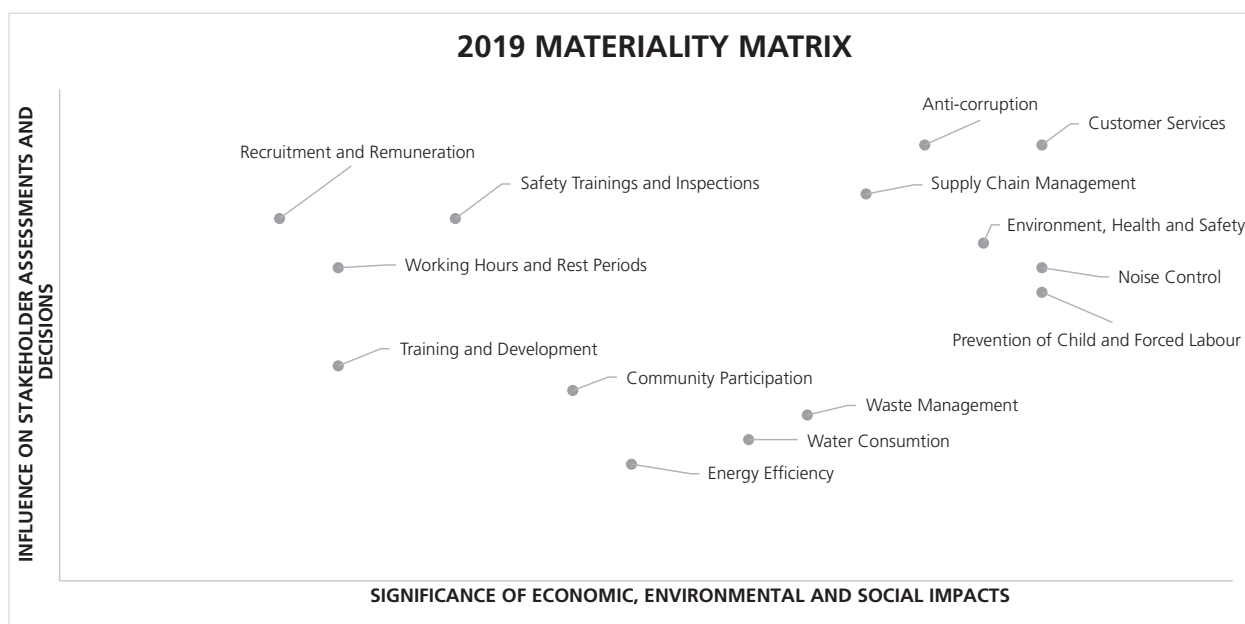 2019 MATERIALITY MATRIX
INFLUENCE ON STAKEHOLDER ASSESSMENTS AND
DECISIONS
Anti-corruption
Customer Services
Recruitment and Remuneration
Safety Trainings and Inspections
Supply Chain Management
Environment, Health and Safety
Working Hours and Rest Periods
Noise Control
Prevention of Child and Forced Labour
Training and Development
Community Participation
Waste Management
Water Consumtion
Energy Efficiency
SIGNIFICANCE OF ECONOMIC, ENVIRONMENTAL AND SOCIAL IMPACTS